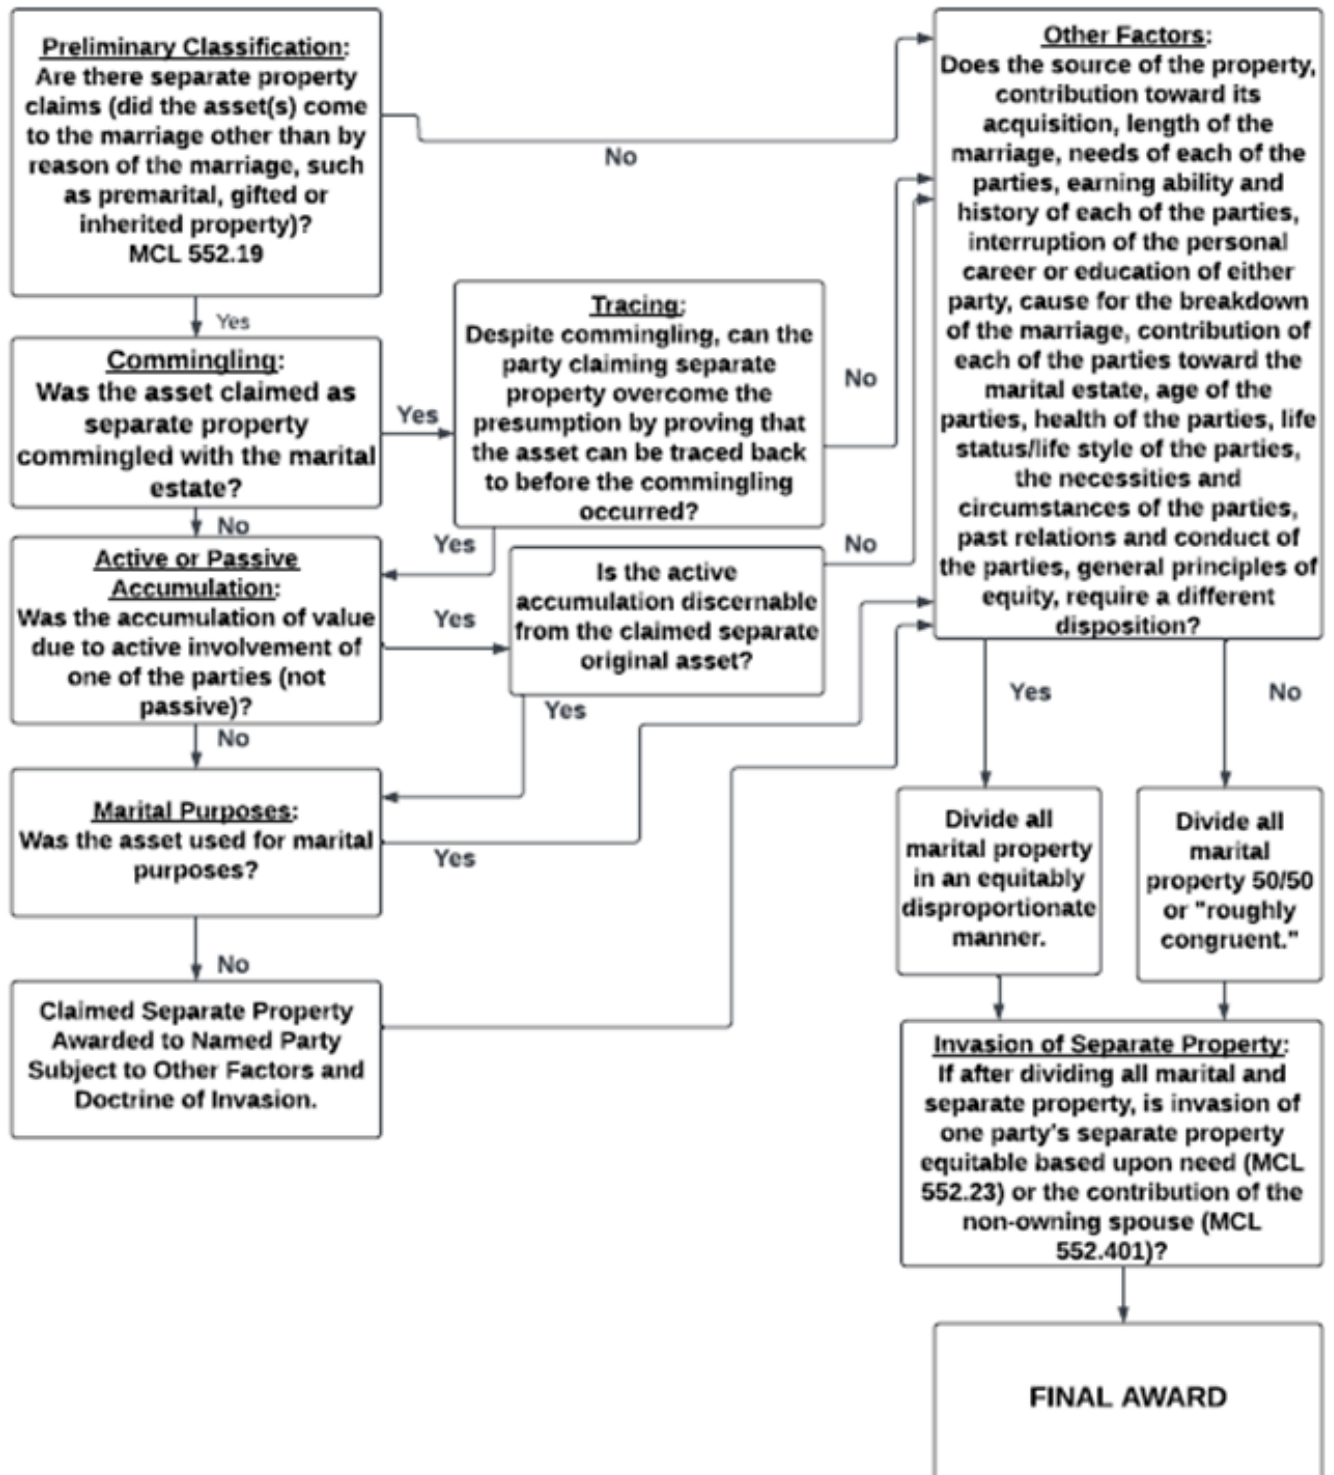 Preliminary Classification:
Are there separate property
claims (did the asset(s) come
to the marriage other than by
reason of the marriage, such
as premarital, gifted or
inherited property)?
MCL 552.19
No
Yes
Commingling:
Was the asset claimed as
separate property
commingled with the marital
estate?
Yes
No
Tracing:
Despite commingling, can the
party claiming separate
property overcome the
presumption by proving that
the asset can be traced back
to before the commingling
occurred?
No
Yes
Active or Passive
Accumulation:
Was the accumulation of value
due to active involvement of
one of the parties (not
passive)?
Yes
No
Is the active
accumulation discernable
from the claimed separate
original asset?
No
Yes
Marital Purposes:
Was the asset used for marital
purposes?
Yes
No
Claimed Separate Property
Awarded to Named Party
Subject to Other Factors and
Doctrine of Invasion.
Other Factors:
Does the source of the property,
contribution toward its
acquisition, length of the
marriage, needs of each of the
parties, earning ability and
history of each of the parties,
interruption of the personal
career or education of either
party, cause for the breakdown
of the marriage, contribution of
each of the parties toward the
marital estate, age of the
parties, health of the parties, life
status/life style of the parties,
the necessities and
circumstances of the parties,
past relations and conduct of
the parties, general principles of
equity, require a different
disposition?
Yes
No
Divide all
marital property
in an equitably
disproportionate
manner.
Divide all
marital
property 50/50
or "roughly
congruent."
Invasion of Separate Property:
If after dividing all marital and
separate property, is invasion of
one party's separate property
equitable based upon need (MCL
552.23) or the contribution of the
non-owning spouse (MCL
552.401)?
FINAL AWARD